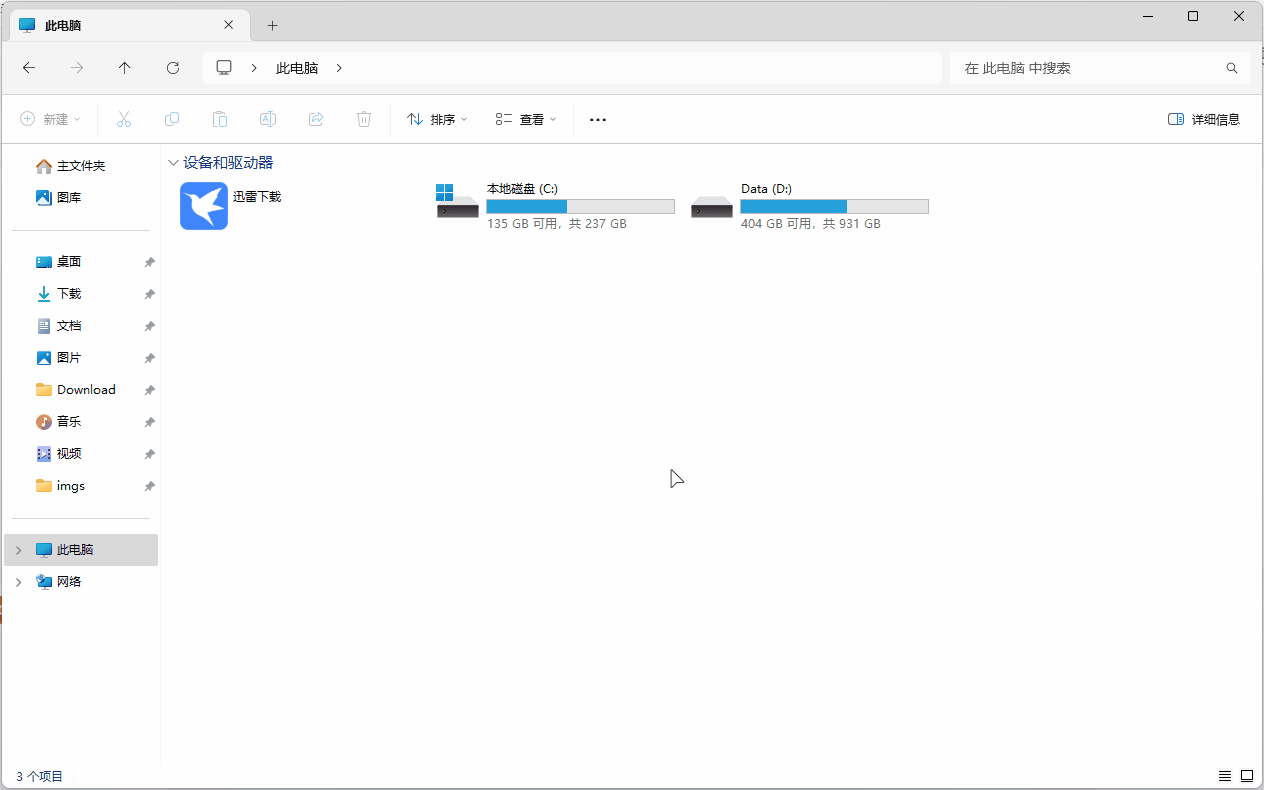 此电脑
此电脑
在 此电脑 中搜索
新建
排序
查看
详细信息
主文件夹
图库
桌面
下载
文档
图片
Download
音乐
视频
imgs
此电脑
网络
设备和驱动器
迅雷下载
本地磁盘 (C:)
135 GB 可用，共 237 GB
Data (D:)
404 GB 可用，共 931 GB
3 个项目